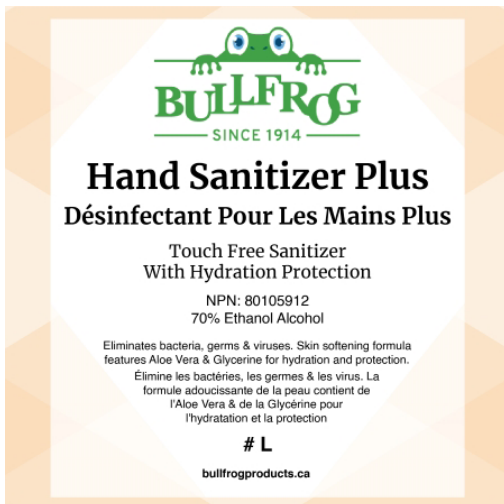 BULLFROG
SINCE 1914
Hand Sanitizer Plus
Désinfectant Pour Les Mains Plus
Touch Free Sanitizer
With Hydration Protection
NPN: 80105912
70% Ethanol Alcohol
Eliminates bacteria, germs & viruses. Skin softening formula
features Aloe Vera & Glycerine for hydration and protection.
Élimine les bactéries, les germes & les virus. La
formule adoucissante de la peau contient de
l'Aloe Vera & de la Glycérine pour
l'hydratation et la protection
# L
bullfrogproducts.ca